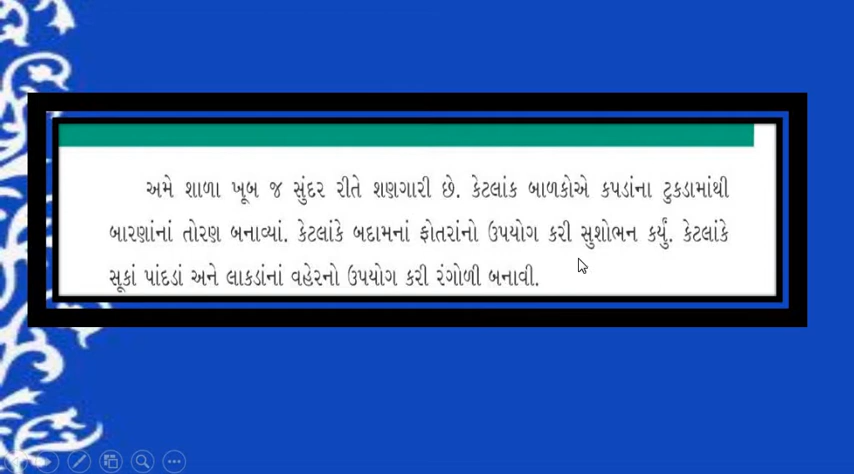 અમે શાળા ખૂબ જ સુંદર રીતે શણગારી છે. કેટલાંક બાળકોએ કપડાંના ટુકડામાંથી
બારણાંનાં તોરણ બનાવ્યાં. કેટલાંકે બદામનાં ફોતરાંનો ઉપયોગ કરી સુશોભન કર્યું. કેટલાંકે
સૂકાં પાંદડાં અને લાકડાંનાં વહેરનો ઉપયોગ કરી રંગોળી બનાવી.